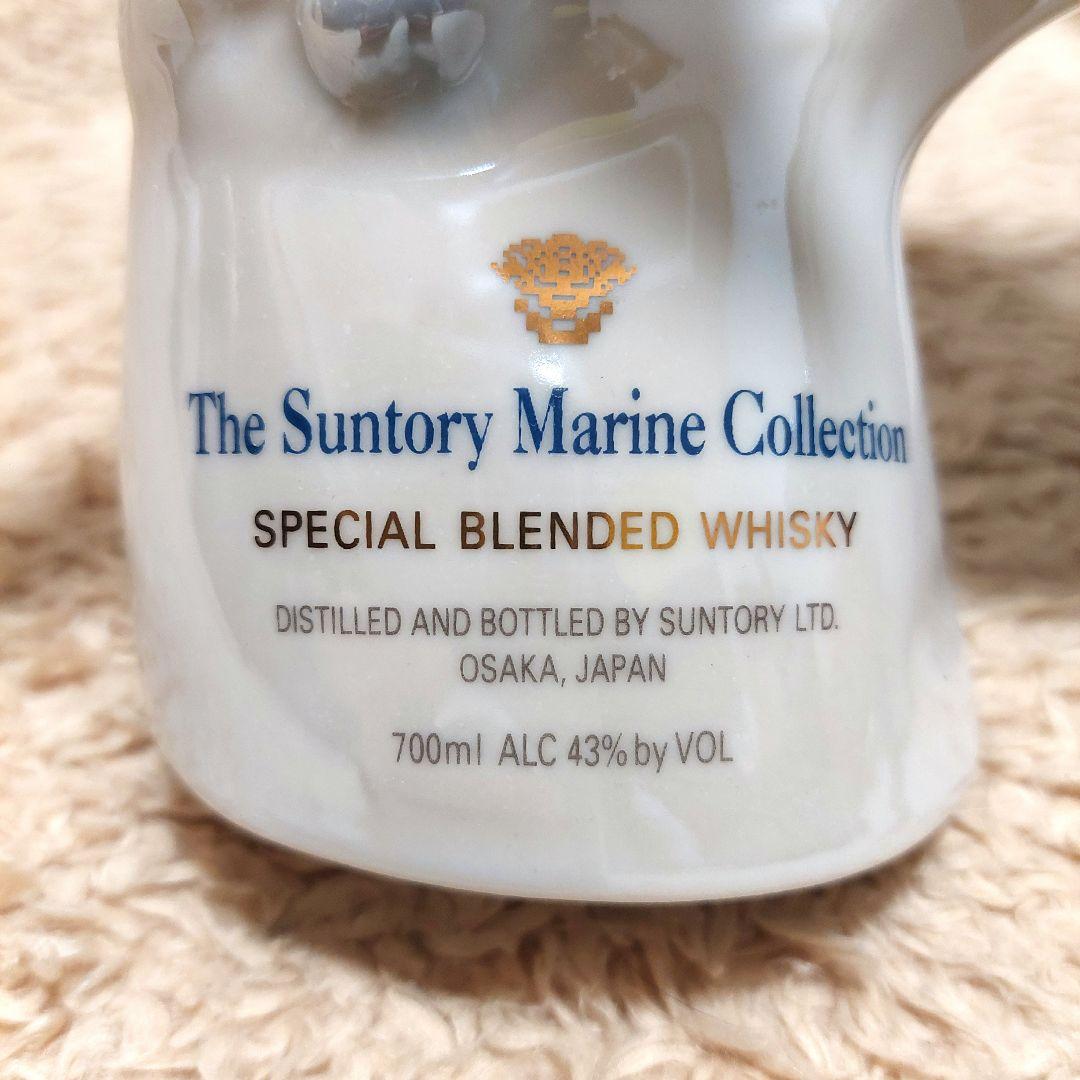 The Suntory Marine Collection
SPECIAL BLENDED WHISKY
DISTILLED AND BOTTLED BY SUNTORY LTD.
OSAKA, JAPAN
700ml ALC 43% by VOL